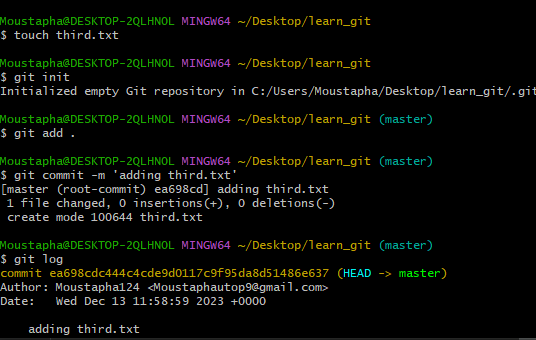 Moustapha@DESKTOP-2QLHNOL MINGW64 ~/Desktop/learn_git
$ touch third.txt
Moustapha@DESKTOP-2QLHNOL MINGW64 ~/Desktop/learn_git
$ git init
Initialized empty Git repository in C:/Users/Moustapha/Desktop/learn_git/.git
Moustapha@DESKTOP-2QLHNOL MINGW64 ~/Desktop/learn_git (master)
$ git add .
Moustapha@DESKTOP-2QLHNOL MINGW64 ~/Desktop/learn_git (master)
$ git commit -m 'adding third.txt'
[master (root-commit) ea698cd] adding third.txt
1 file changed, 0 insertions(+), 0 deletions(-)
create mode 100644 third.txt
Moustapha@DESKTOP-2QLHNOL MINGW64 ~/Desktop/learn_git (master)
$ git log
commit ea698cdc444c4cde9d0117c9f95da8d51486e637 (HEAD -> master)
Author: Moustapha124 <Moustaphautop9@gmail.com>
Date:   Wed Dec 13 11:58:59 2023 +0000
adding third.txt